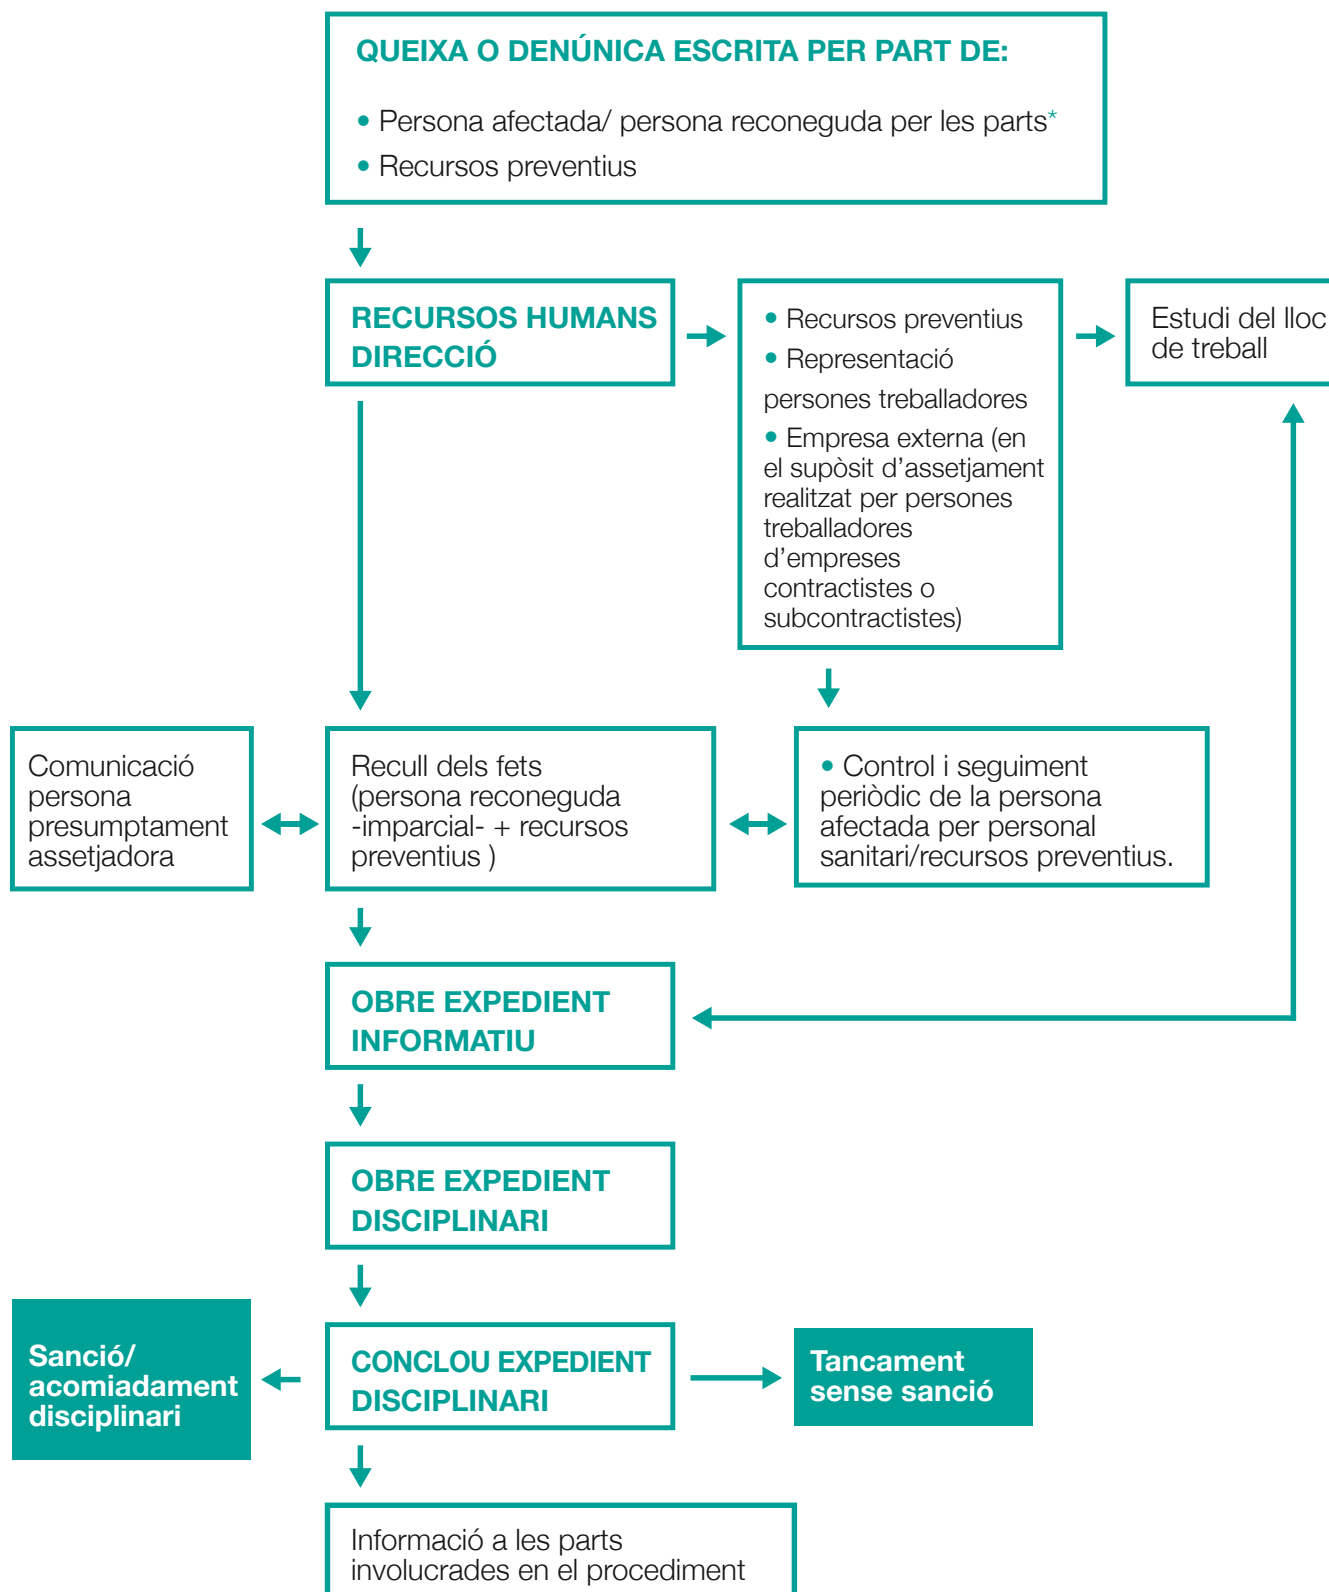 QUEIXA O DENÚNICA ESCRITA PER PART DE:
• Persona afectada/ persona reconeguda per les parts*
• Recursos preventius
RECURSOS HUMANS
DIRECCIÓ
• Recursos preventius
• Representació
persones treballadores
• Empresa externa (en
el supòsit d’assetjament
realitzat per persones
treballadores
d’empreses
contractistes o
subcontractistes)
Estudi del lloc
de treball
Comunicació
persona
presumptament
assetjadora
Recull dels fets
(persona reconeguda
-imparcial- + recursos
preventius )
• Control i seguiment
periòdic de la persona
afectada per personal
sanitari/recursos preventius.
OBRE EXPEDIENT
INFORMATIU
OBRE EXPEDIENT
DISCIPLINARI
Sanció/
acomiadament
disciplinari
CONCLOU EXPEDIENT
DISCIPLINARI
Tancament
sense sanció
Informació a les parts
involucrades en el procediment